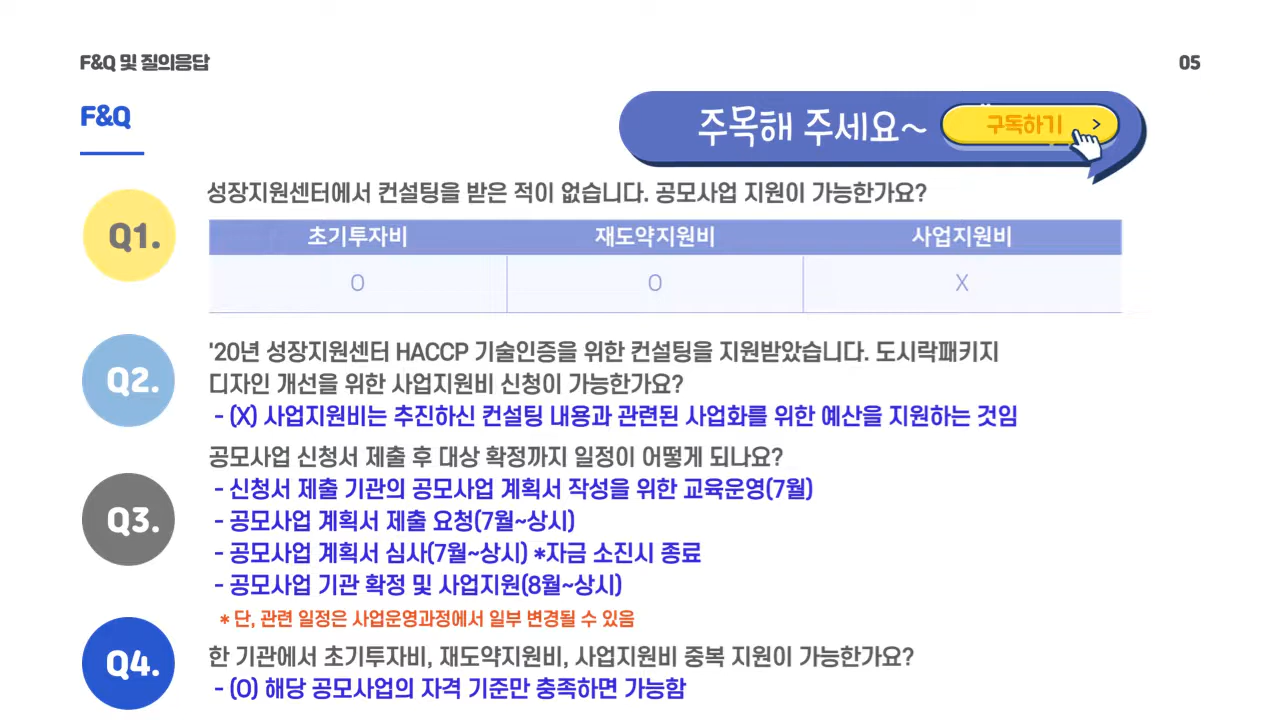 F&Q 및 질의응답
05
F&Q
주목해 주세요~
구독하기 >
Q1.
성장지원센터에서 컨설팅을 받은 적이 없습니다. 공모사업 지원이 가능한가요?
초기투자비 재도약지원비 사업지원비
O O X
Q2.
'20년 성장지원센터 HACCP 기술인증을 위한 컨설팅을 지원받았습니다. 도시락패키지
디자인 개선을 위한 사업지원비 신청이 가능한가요?
- (X) 사업지원비는 추진하신 컨설팅 내용과 관련된 사업화를 위한 예산을 지원하는 것임
Q3.
공모사업 신청서 제출 후 대상 확정까지 일정이 어떻게 되나요?
- 신청서 제출 기관의 공모사업 계획서 작성을 위한 교육운영(7월)
- 공모사업 계획서 제출 요청(7월~상시)
- 공모사업 계획서 심사(7월~상시) *자금 소진시 종료
- 공모사업 기관 확정 및 사업지원(8월~상시)
* 단, 관련 일정은 사업운영과정에서 일부 변경될 수 있음
Q4.
한 기관에서 초기투자비, 재도약지원비, 사업지원비 중복 지원이 가능한가요?
- (O) 해당 공모사업의 자격 기준만 충족하면 가능함